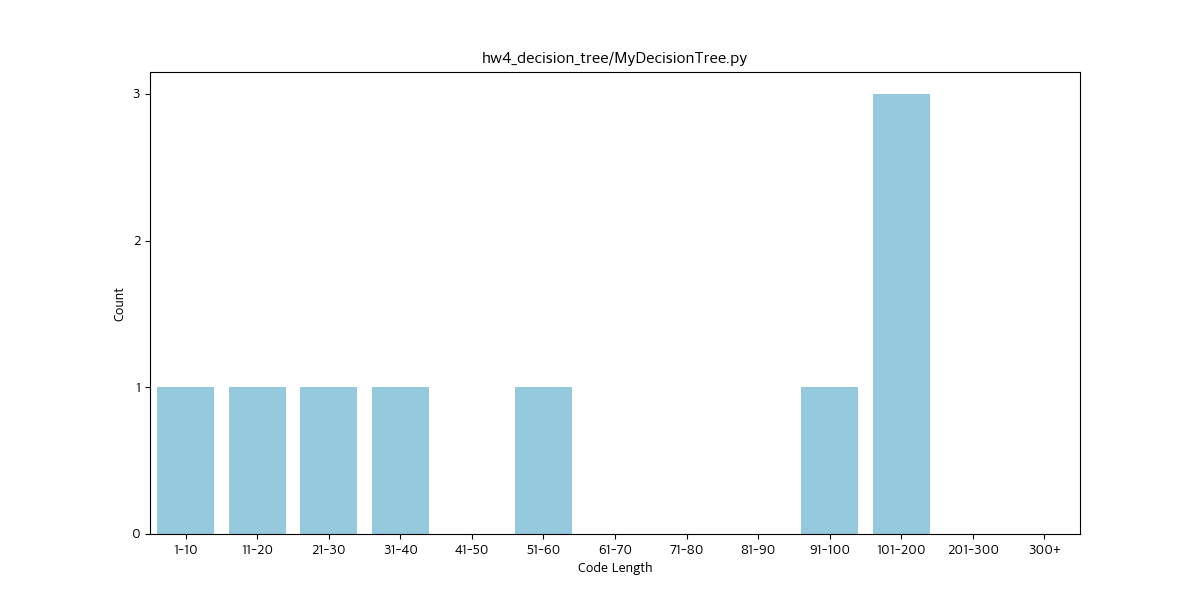 hw4_decision_tree/MyDecisionTree.py
3
2
1
0
Count
1-10 11-20 21-30 31-40 41-50 51-60 61-70 71-80 81-90 91-100 101-200 201-300 300+
Code Length